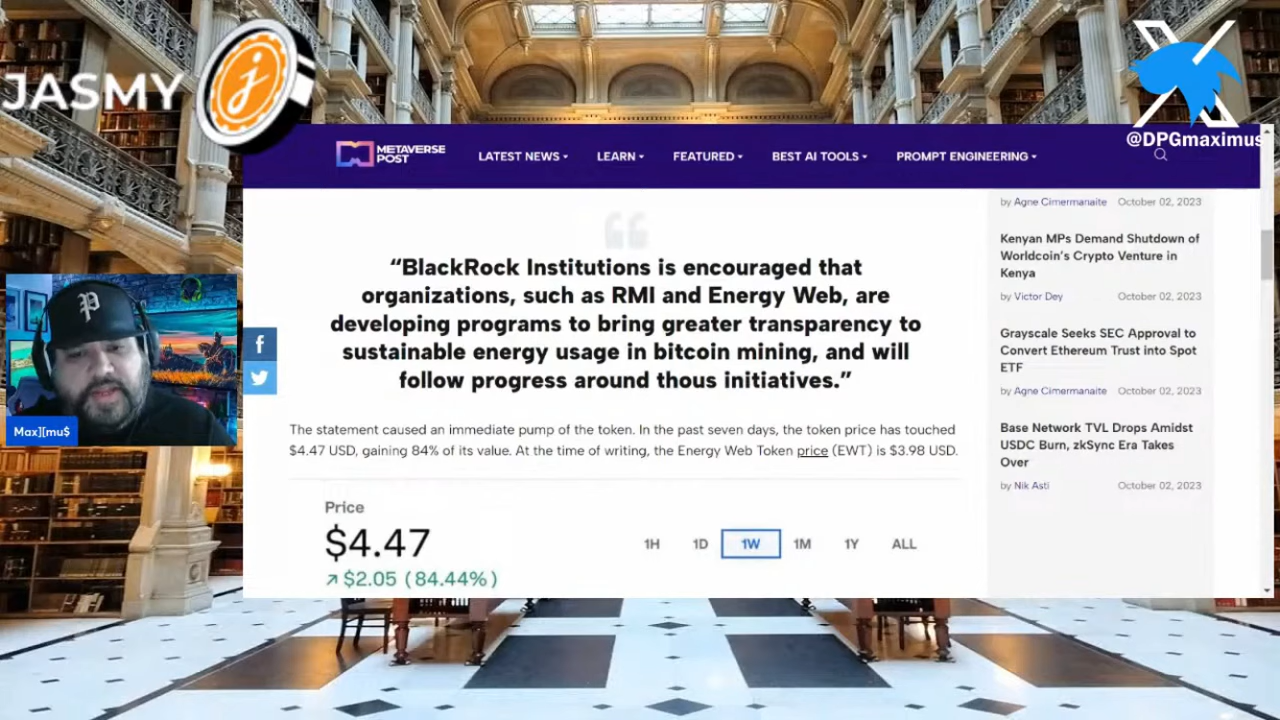 JASMY
@DPGmaximus
METAVERSE
POST
LATEST NEWS
LEARN
FEATURED
BEST AI TOOLS
PROMPT ENGINEERING
“BlackRock Institutions is encouraged that
organizations, such as RMI and Energy Web, are
developing programs to bring greater transparency to
sustainable energy usage in bitcoin mining, and will
follow progress around thous initiatives.”
The statement caused an immediate pump of the token. In the past seven days, the token price has touched
$4.47 USD, gaining 84% of its value. At the time of writing, the Energy Web Token price (EWT) is $3.98 USD.
Price
$4.47
1H 1D 1W 1M 1Y ALL
↗ $2.05 (84.44%)
by Agne Cimermanaite October 02, 2023
Kenyan MPs Demand Shutdown of
Worldcoin’s Crypto Venture in
Kenya
by Victor Dey October 02, 2023
Grayscale Seeks SEC Approval to
Convert Ethereum Trust into Spot
ETF
by Agne Cimermanaite October 02, 2023
Base Network TVL Drops Amidst
USDC Burn, zkSync Era Takes
Over
by Nik Asti October 02, 2023
Max][mu$